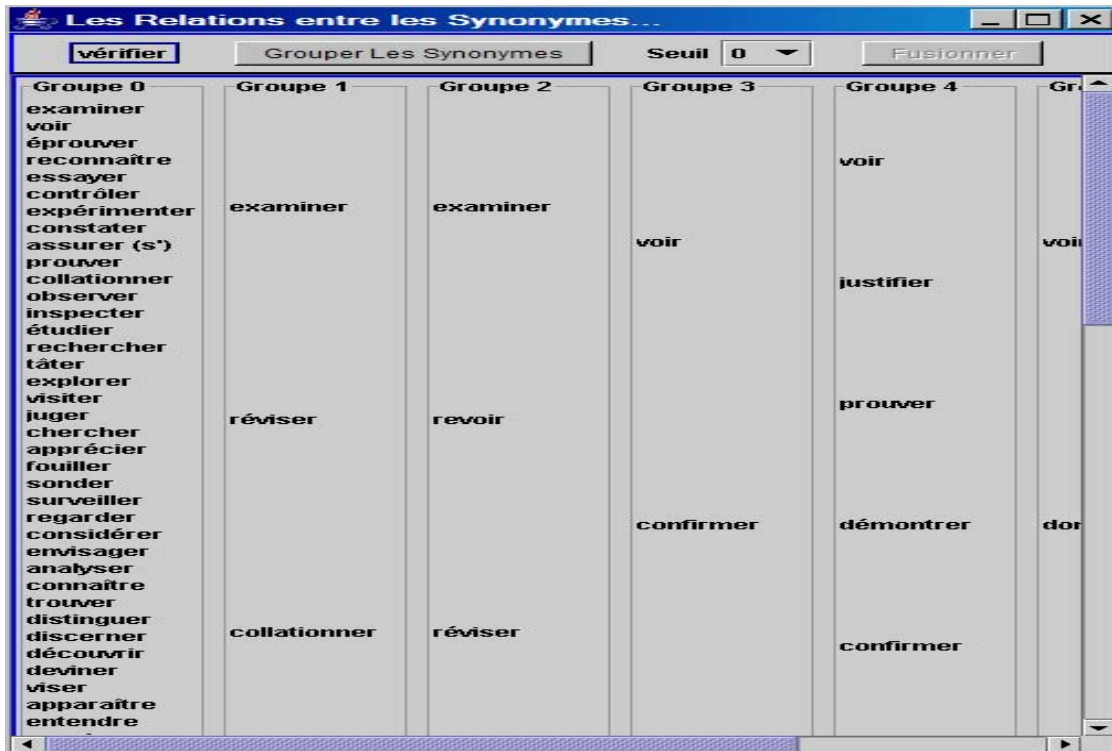 Les Relations entre les Synonymes...
vérifier Grouper Les Synonymes Seuil 0 Fusionner
Groupe 0
examiner
voir
éprouver
reconnaître
essayer
contrôler
expérimenter
constater
assurer (s')
prouver
collationner
observer
inspecter
étudier
rechercher
tâter
explorer
visiter
juger
chercher
apprécier
fouiller
sonder
surveiller
regarder
considérer
envisager
analyser
connaître
trouver
distinguer
discerner
découvrir
deviner
viser
apparaître
entendre
Groupe 1
examiner
réviser
collationner
Groupe 2
examiner
revoir
réviser
Groupe 3
voir
confirmer
Groupe 4
voir
justifier
prouver
démontrer
confirmer